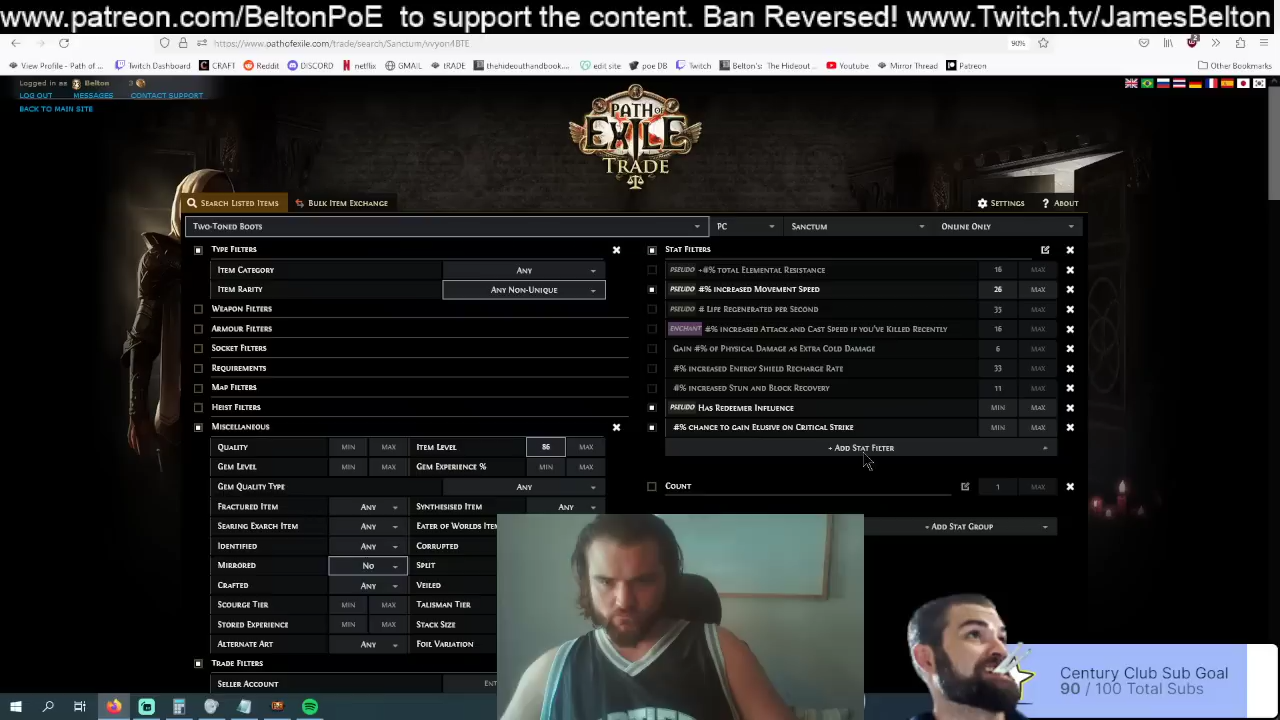 www.patreon.com/BeltonPoE to support the content. Ban Reversed! www.Twitch.tv/JamesBelton
https://www.pathofexile.com/trade/search/Sanctum/vvyon4BTE
90%
View Profile - Path of ... Twitch Dashboard CRAFT Reddit DISCORD netflix GMAIL tRADE thehideouthandbook... edit site poe DB Twitch Belton's: The Hideout... YouTube Mirror Thread Patreon Other Bookmarks
Logged in as Belton 3
LOG OUT MESSAGES CONTACT SUPPORT
BACK TO MAIN SITE
PATH OF EXILE
TRADE
Search Listed Items Bulk Item Exchange Settings ? About
Two-Toned Boots PC Sanctum Online Only
Type Filters
Item Category Any
Item Rarity Any Non-Unique
Weapon Filters
Armour Filters
Socket Filters
Requirements
Map Filters
Heist Filters
Miscellaneous
Quality MIN MAX Item Level 86 MAX
Gem Level MIN MAX Gem Experience % MIN MAX
Gem Quality Type Any
Fractured Item Any Synthesised Item Any
Searing Exarch Item Any Eater of Worlds Item
Identified Any Corrupted
Mirrored No Split
Crafted Any Veiled
Scourge Tier MIN MAX Talisman Tier
Stored Experience MIN MAX Stack Size
Alternate Art Any Foil Variation
Trade Filters
Seller Account
Stat Filters
PSEUDO +#% total Elemental Resistance 16 MAX
PSEUDO #% increased Movement Speed 26 MAX
PSEUDO # Life Regenerated per Second 35 MAX
ENCHANT #% increased Attack and Cast Speed if you've Killed Recently 16 MAX
Gain #% of Physical Damage as Extra Cold Damage 6 MAX
#% increased Energy Shield Recharge Rate 33 MAX
#% increased Stun and Block Recovery 11 MAX
PSEUDO Has Redeemer Influence MIN MAX
#% chance to gain Elusive on Critical Strike MIN MAX
+ Add Stat Filter
Count 1 MAX
+ Add Stat Group
Century Club Sub Goal
90 / 100 Total Subs